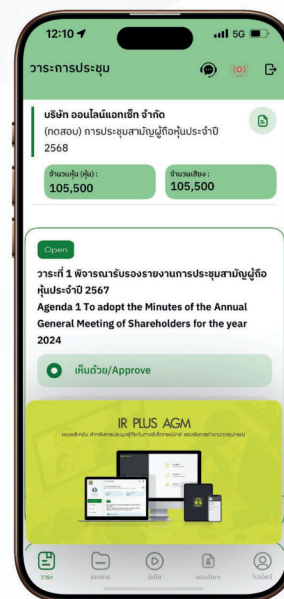 12:10
5G
วาระการประชุม
บริษัท ออนไลน์แอทเซ็ท จำกัด
(ทดสอบ) การประชุมสามัญผู้ถือหุ้นประจำปี
2568
จำนวนหุ้น (หุ้น) :
105,500
จำนวนเสียง :
105,500
Open
วาระที่ 1 พิจารณารับรองรายงานการประชุมสามัญผู้ถือ
หุ้นประจำปี 2567
Agenda 1 To adopt the Minutes of the Annual
General Meeting of Shareholders for the year
2024
เห็นด้วย/Approve
IR PLUS AGM
วาระ
เอกสาร
มีเดีย
มอบฉันทะ
โปรไฟล์